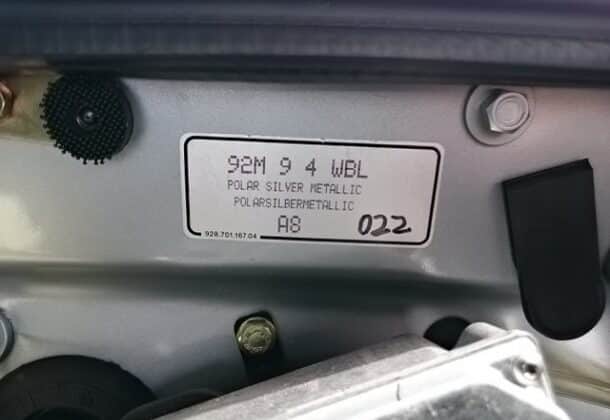 92M 9 4 WBL
POLAR SILVER METALLIC
POLARSILBERMETALLIC
A8 022
928.701.167.04